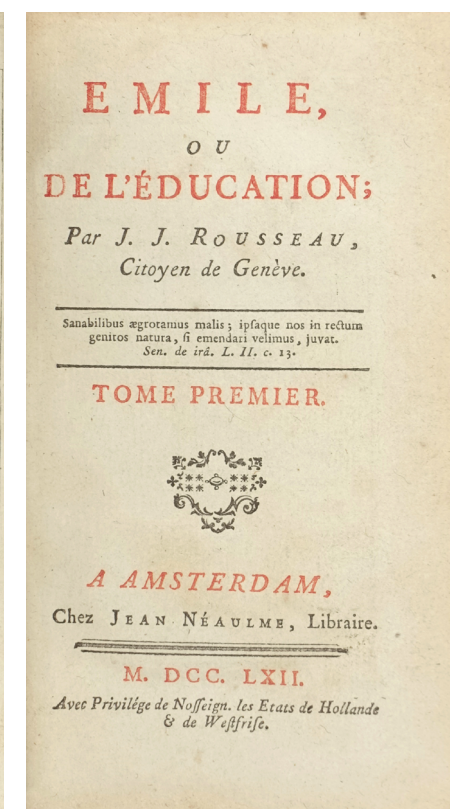 EMILE,
OU
DE L'ÉDUCATION;
Par J. J. ROUSSEAU,
Citoyen de Genève.
Sanabilibus ægrotamus malis; ipſaque nos in rectum
genitos natura, ſi emendari velimus, juvat.
Sen. de irâ. L. II. c. 13.
TOME PREMIER.
A AMSTERDAM,
Chez JEAN NÉAULME, Libraire.
M. DCC. LXII.
Avec Privilége de Noſſeign. les Etats de Hollande
& de Weſtfriſe.